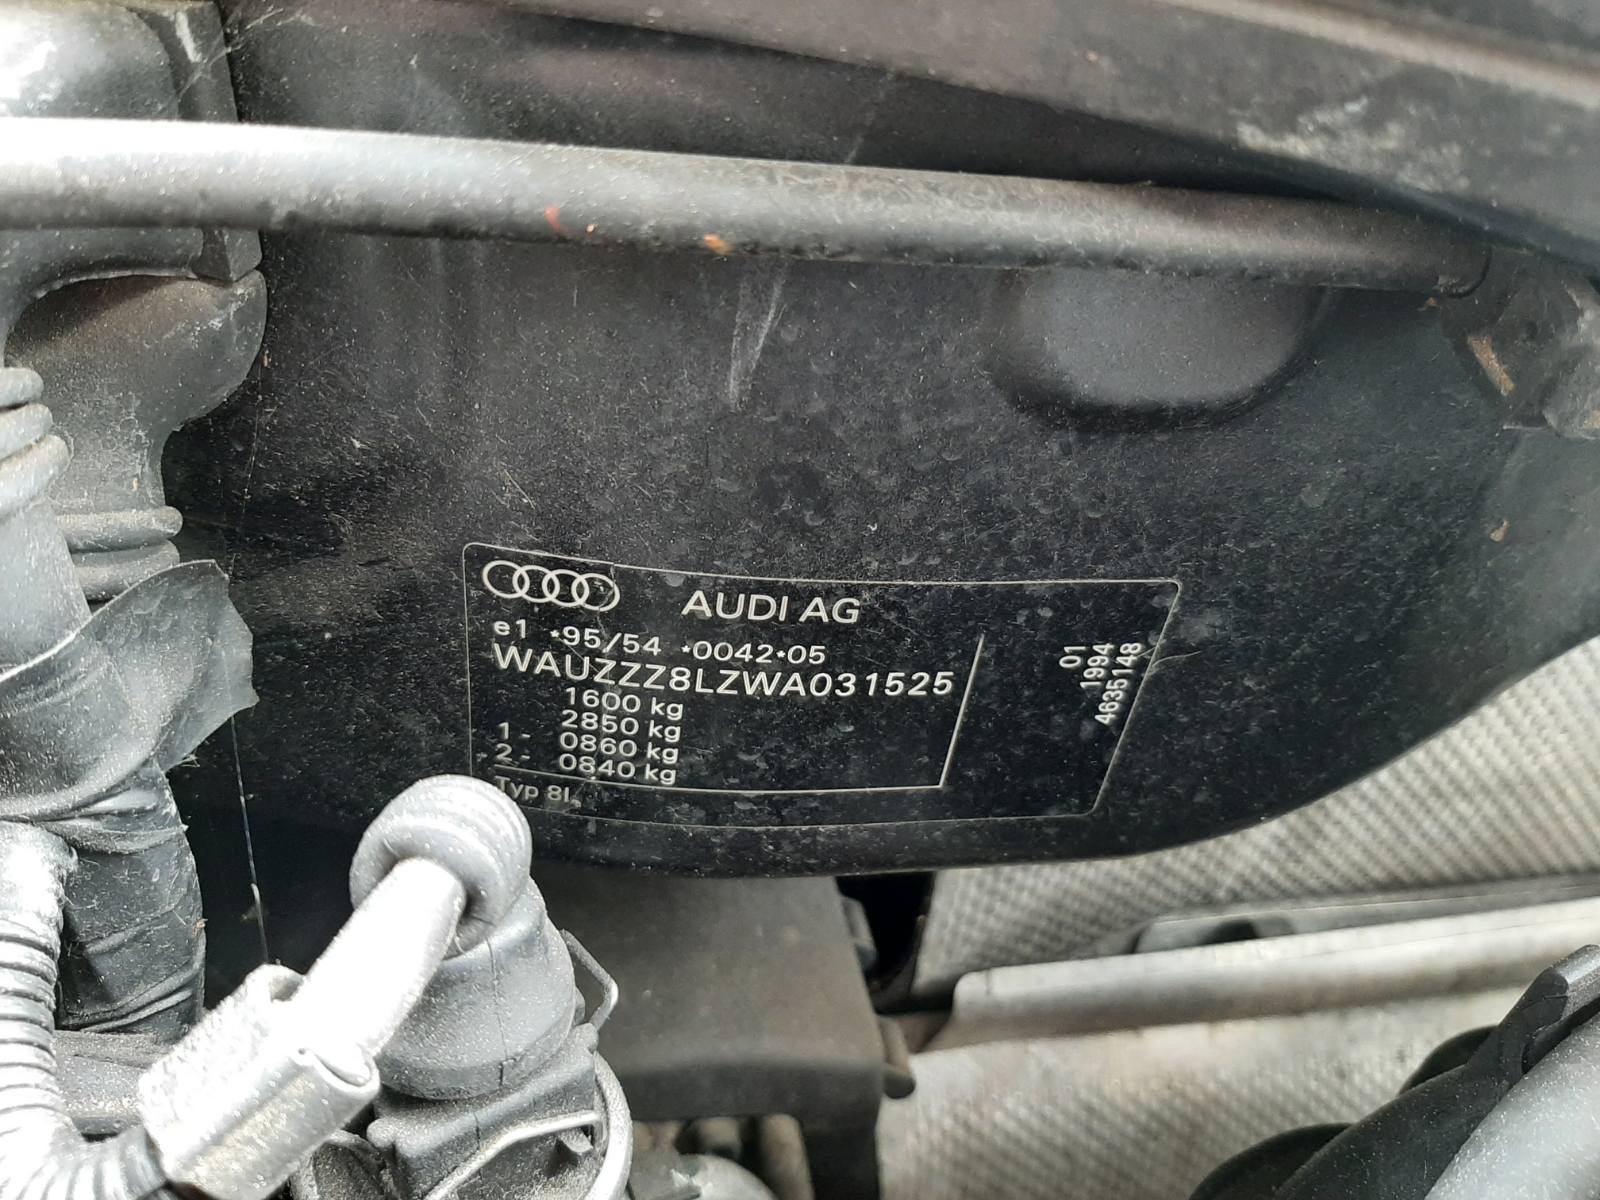 AUDI AG
e1 *95/54 *0042*05
WAUZZZ8LZWA031525
1600 kg
2850 kg
1- 0860 kg
-2- 0840 kg
Typ 8L
01
1994
4635148